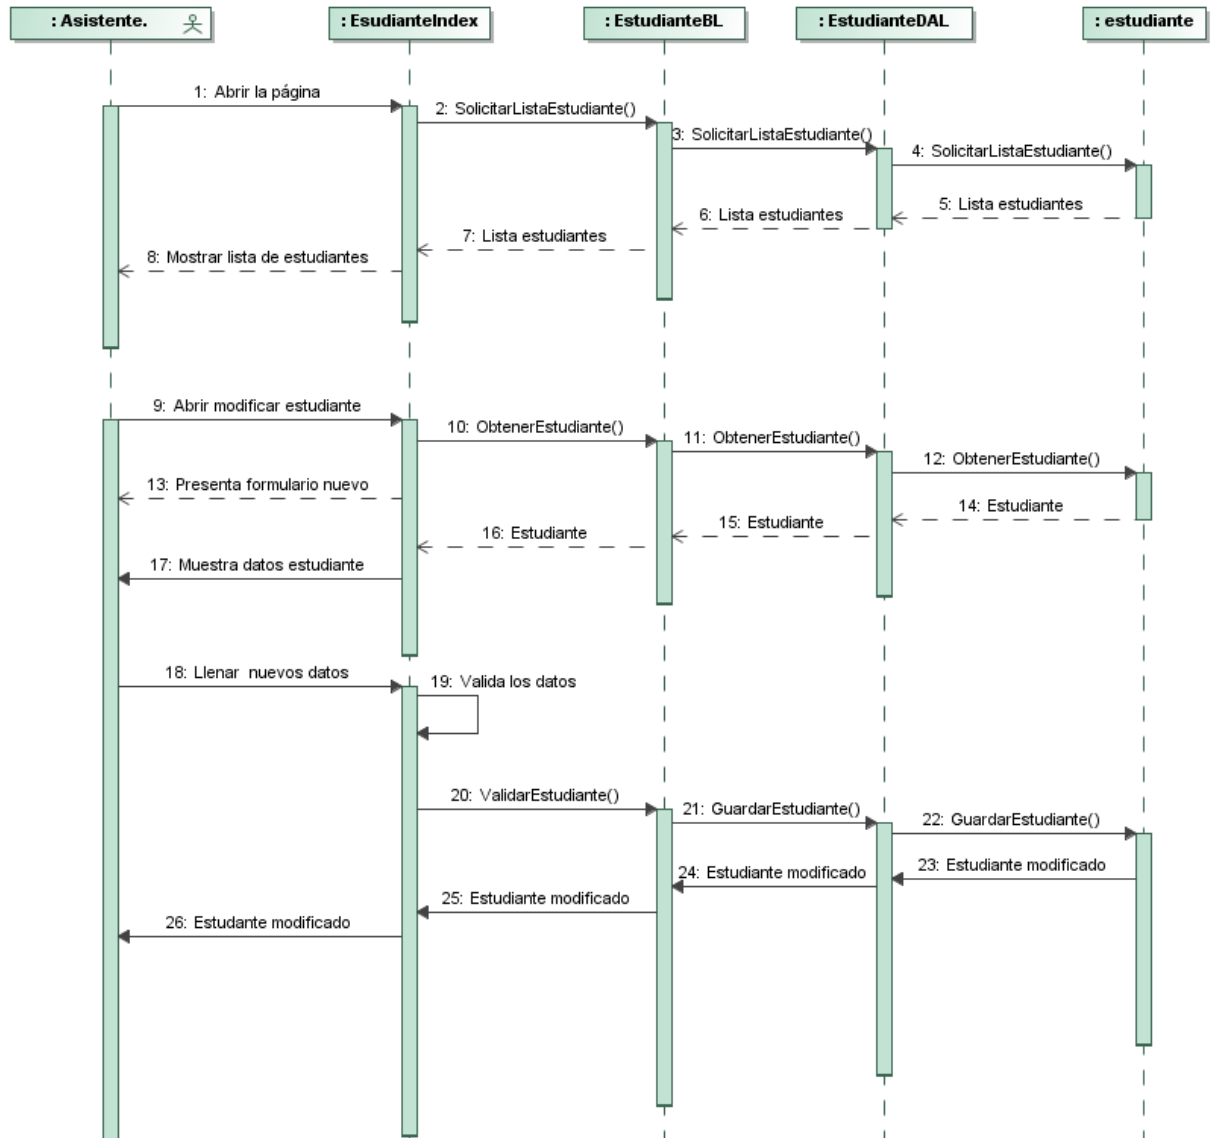 : Asistente.
: EsudianteIndex
: EstudianteBL
: EstudianteDAL
: estudiante
1: Abrir la página
2: SolicitarListaEstudiante()
3: SolicitarListaEstudiante()
4: SolicitarListaEstudiante()
5: Lista estudiantes
6: Lista estudiantes
7: Lista estudiantes
8: Mostrar lista de estudiantes
9: Abrir modificar estudiante
10: ObtenerEstudiante()
11: ObtenerEstudiante()
12: ObtenerEstudiante()
13: Presenta formulario nuevo
14: Estudiante
15: Estudiante
16: Estudiante
17: Muestra datos estudiante
18: Llenar  nuevos datos
19: Valida los datos
20: ValidarEstudiante()
21: GuardarEstudiante()
22: GuardarEstudiante()
23: Estudiante modificado
24: Estudiante modificado
25: Estudiante modificado
26: Estudante modificado